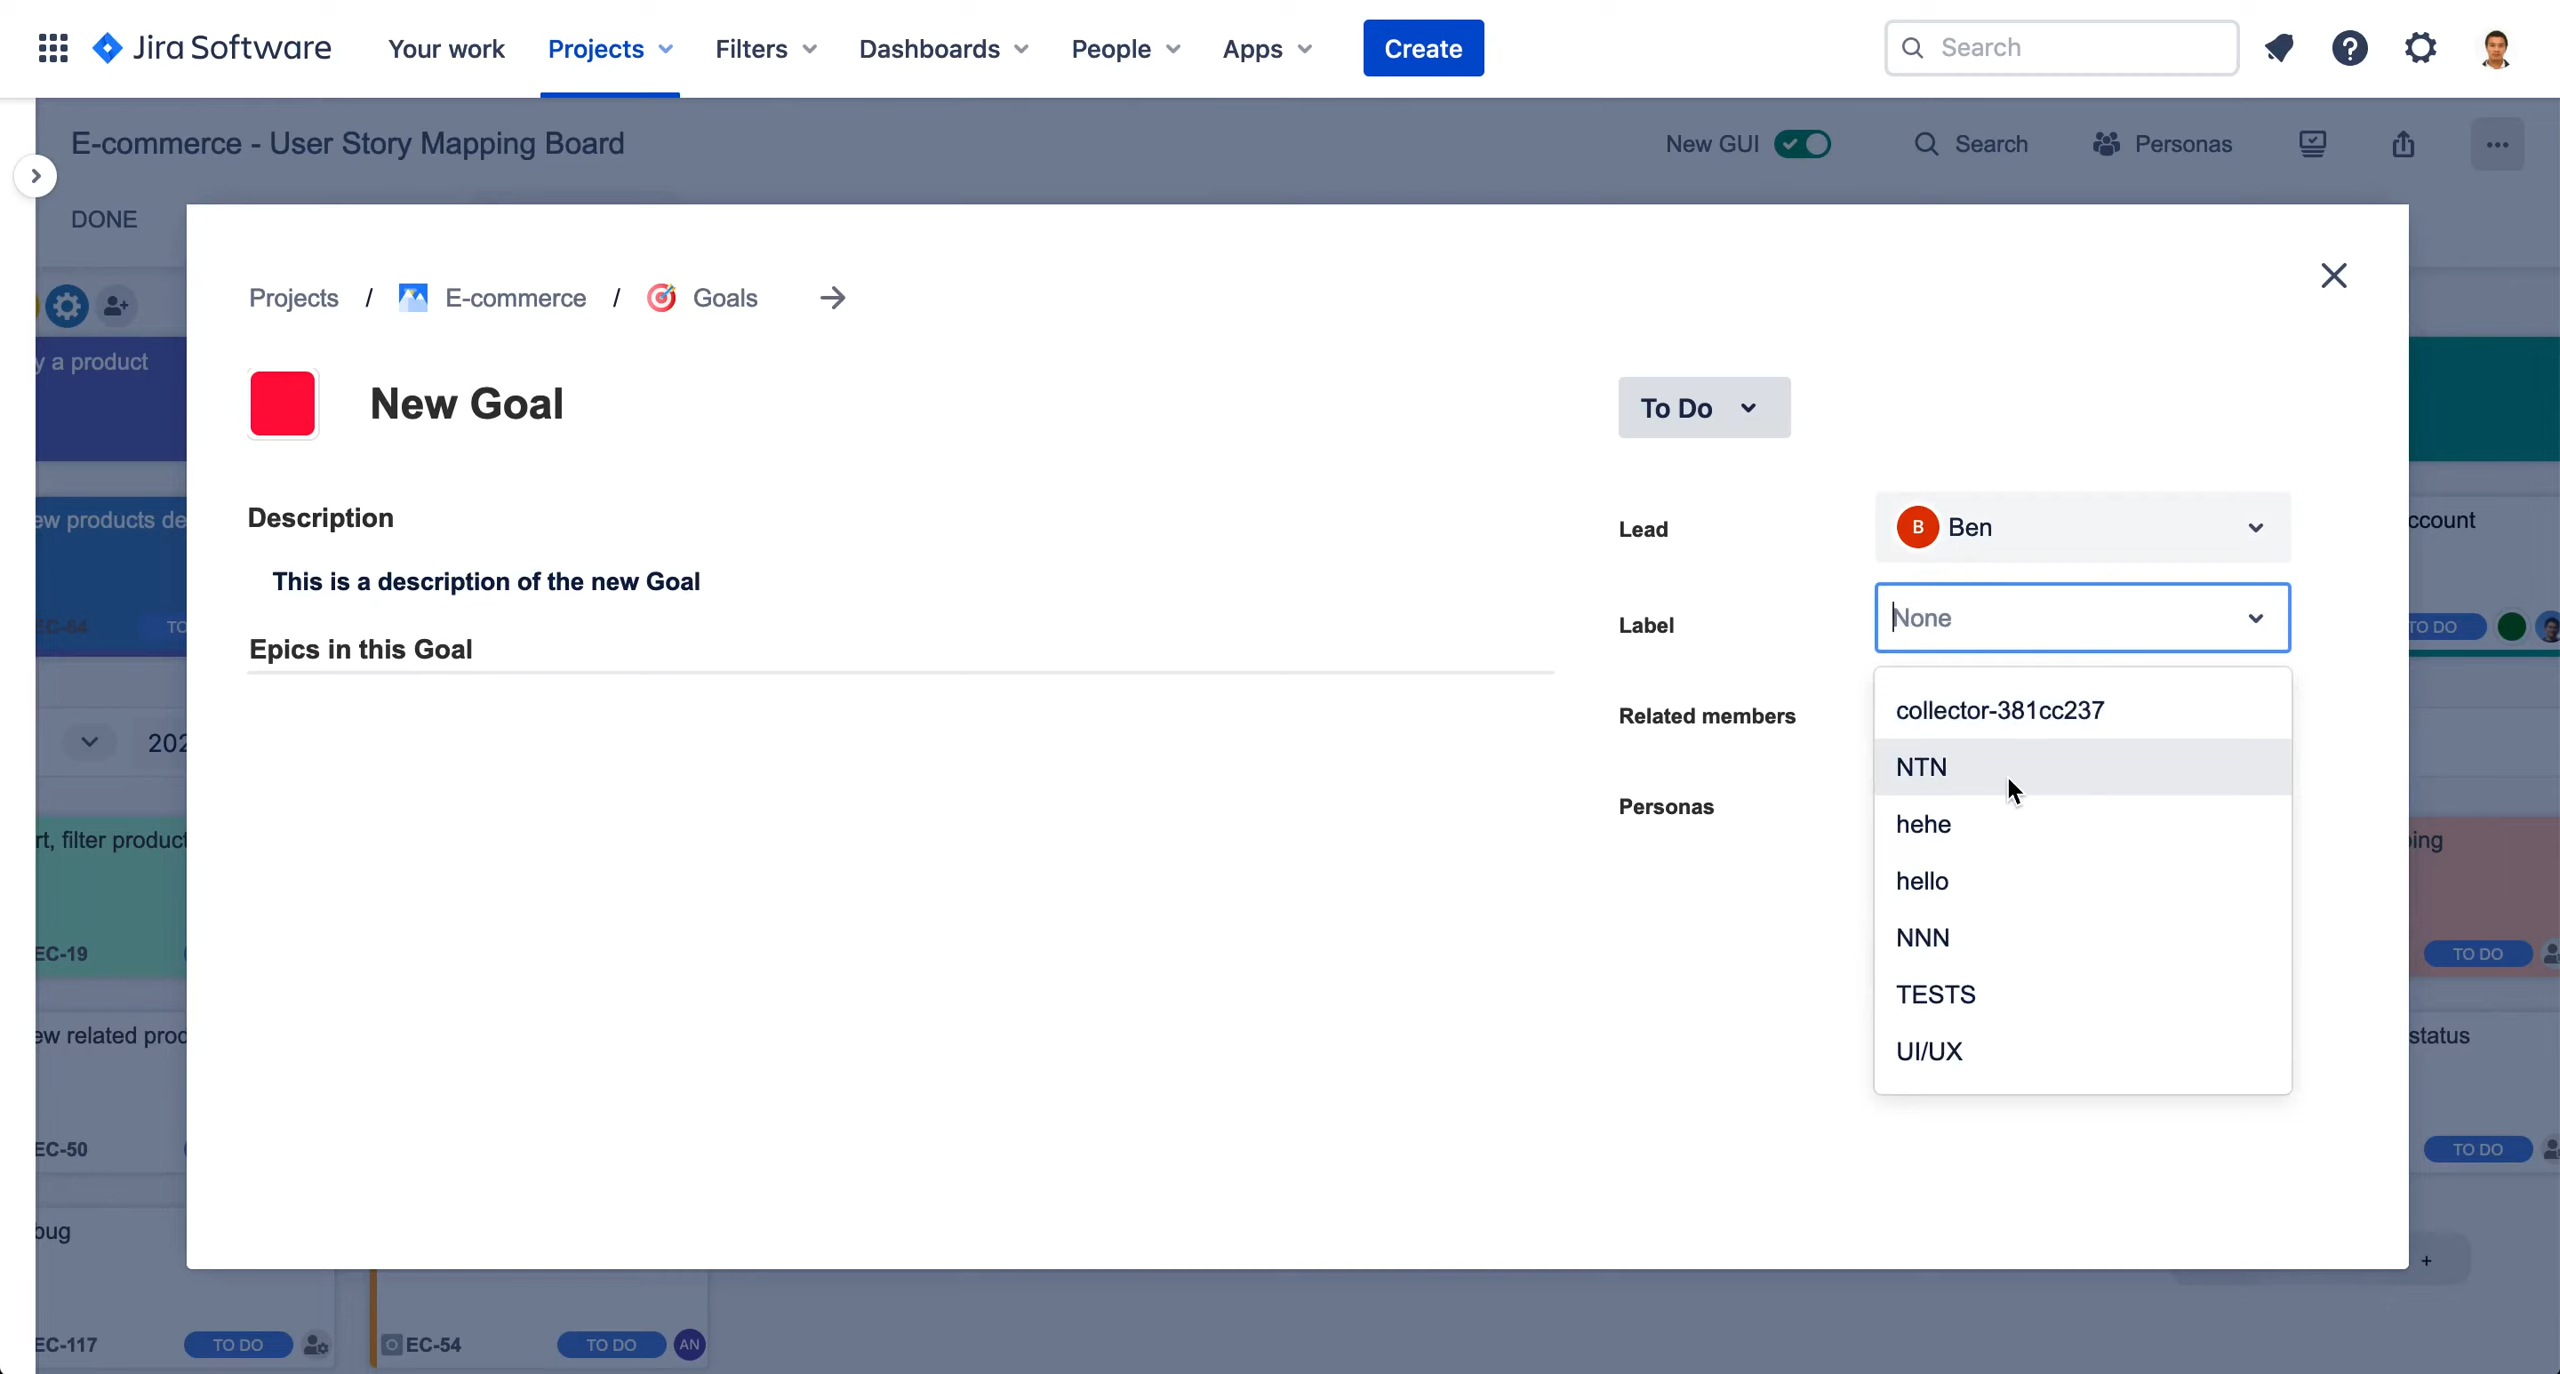 Jira Software Your work Projects Filters Dashboards People Apps Create Search
E-commerce - User Story Mapping Board New GUI Search Personas
DONE
Projects / E-commerce / Goals
y a product
New Goal To Do
Description
ew products de
Lead B Ben
ccount
This is a description of the new Goal
Label None
EC-64 TO
TO DO
Epics in this Goal
collector-381cc237
Related members
202
NTN
Personas
hehe
rt, filter product
ping
hello
NNN
EC-19
TO DO
TESTS
ew related prod
status
UI/UX
EC-50
TO DO
bug
+
EC-117 TO DO EC-54 TO DO AN